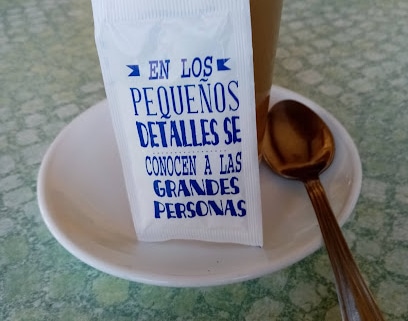 EN LOS
PEQUEÑOS
DETALLES SE
CONOCEN A LAS
GRANDES
PERSONAS